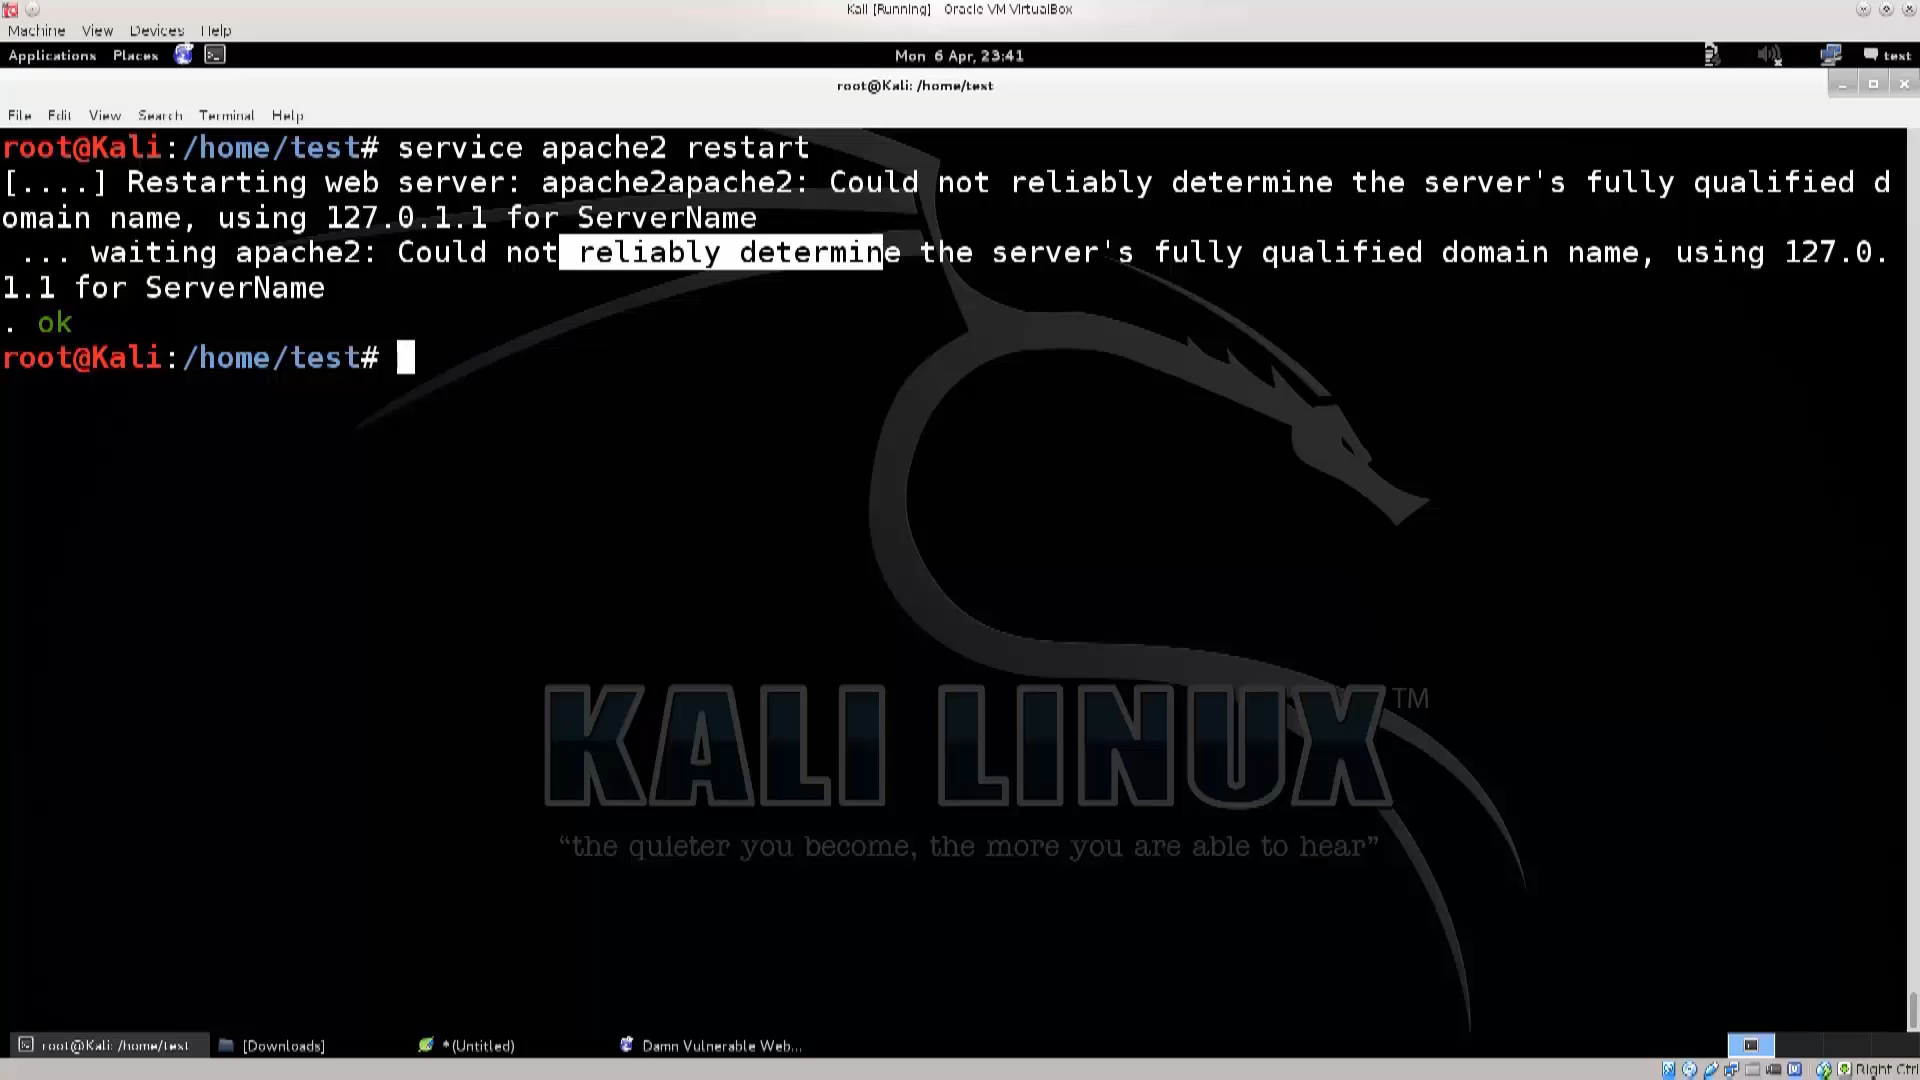 Kali [Running] Oracle VM VirtualBox
Machine View Devices Help
Applications Places Mon 6 Apr, 23:41 test
root@Kali: /home/test
File Edit View Search Terminal Help
root@Kali:/home/test# service apache2 restart
[....] Restarting web server: apache2apache2: Could not reliably determine the server's fully qualified d
omain name, using 127.0.1.1 for ServerName
... waiting apache2: Could not reliably determine the server's fully qualified domain name, using 127.0.
1.1 for ServerName
. ok
root@Kali:/home/test#
KALI LINUX TM
“the quieter you become, the more you are able to hear”
root@Kali: /home/test [Downloads] *(Untitled) Damn Vulnerable Web...
Right Ctrl